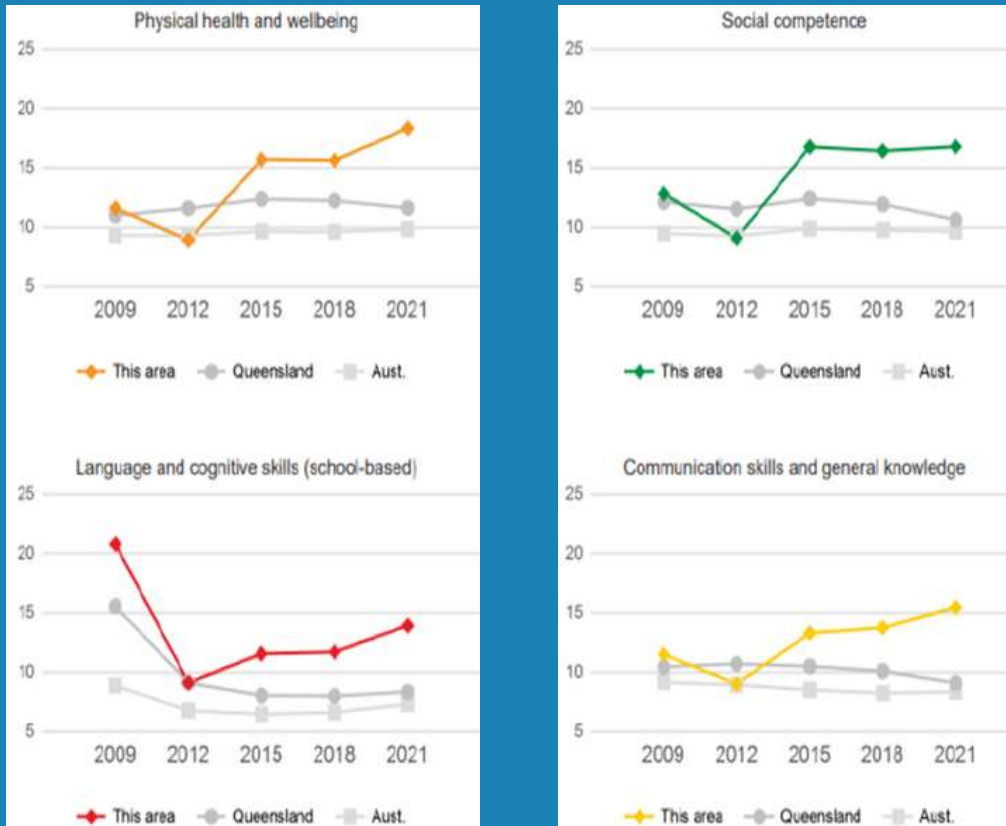 Physical health and wellbeing
25
20
15
10
5
2009 2012 2015 2018 2021
This area Queensland Aust.
Social competence
25
20
15
10
5
2009 2012 2015 2018 2021
This area Queensland Aust.
Language and cognitive skills (school-based)
25
20
15
10
5
2009 2012 2015 2018 2021
This area Queensland Aust.
Communication skills and general knowledge
25
20
15
10
5
2009 2012 2015 2018 2021
This area Queensland Aust.